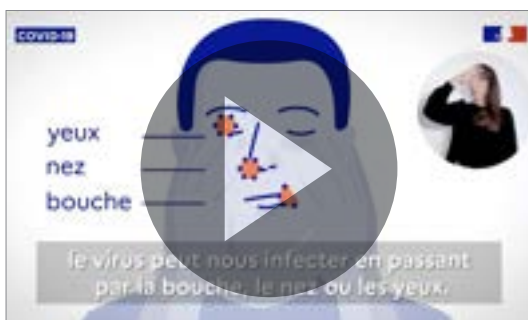 COVID-19
yeux
nez
bouche
le virus peut nous infecter en passant
par la bouche, le nez ou les yeux.